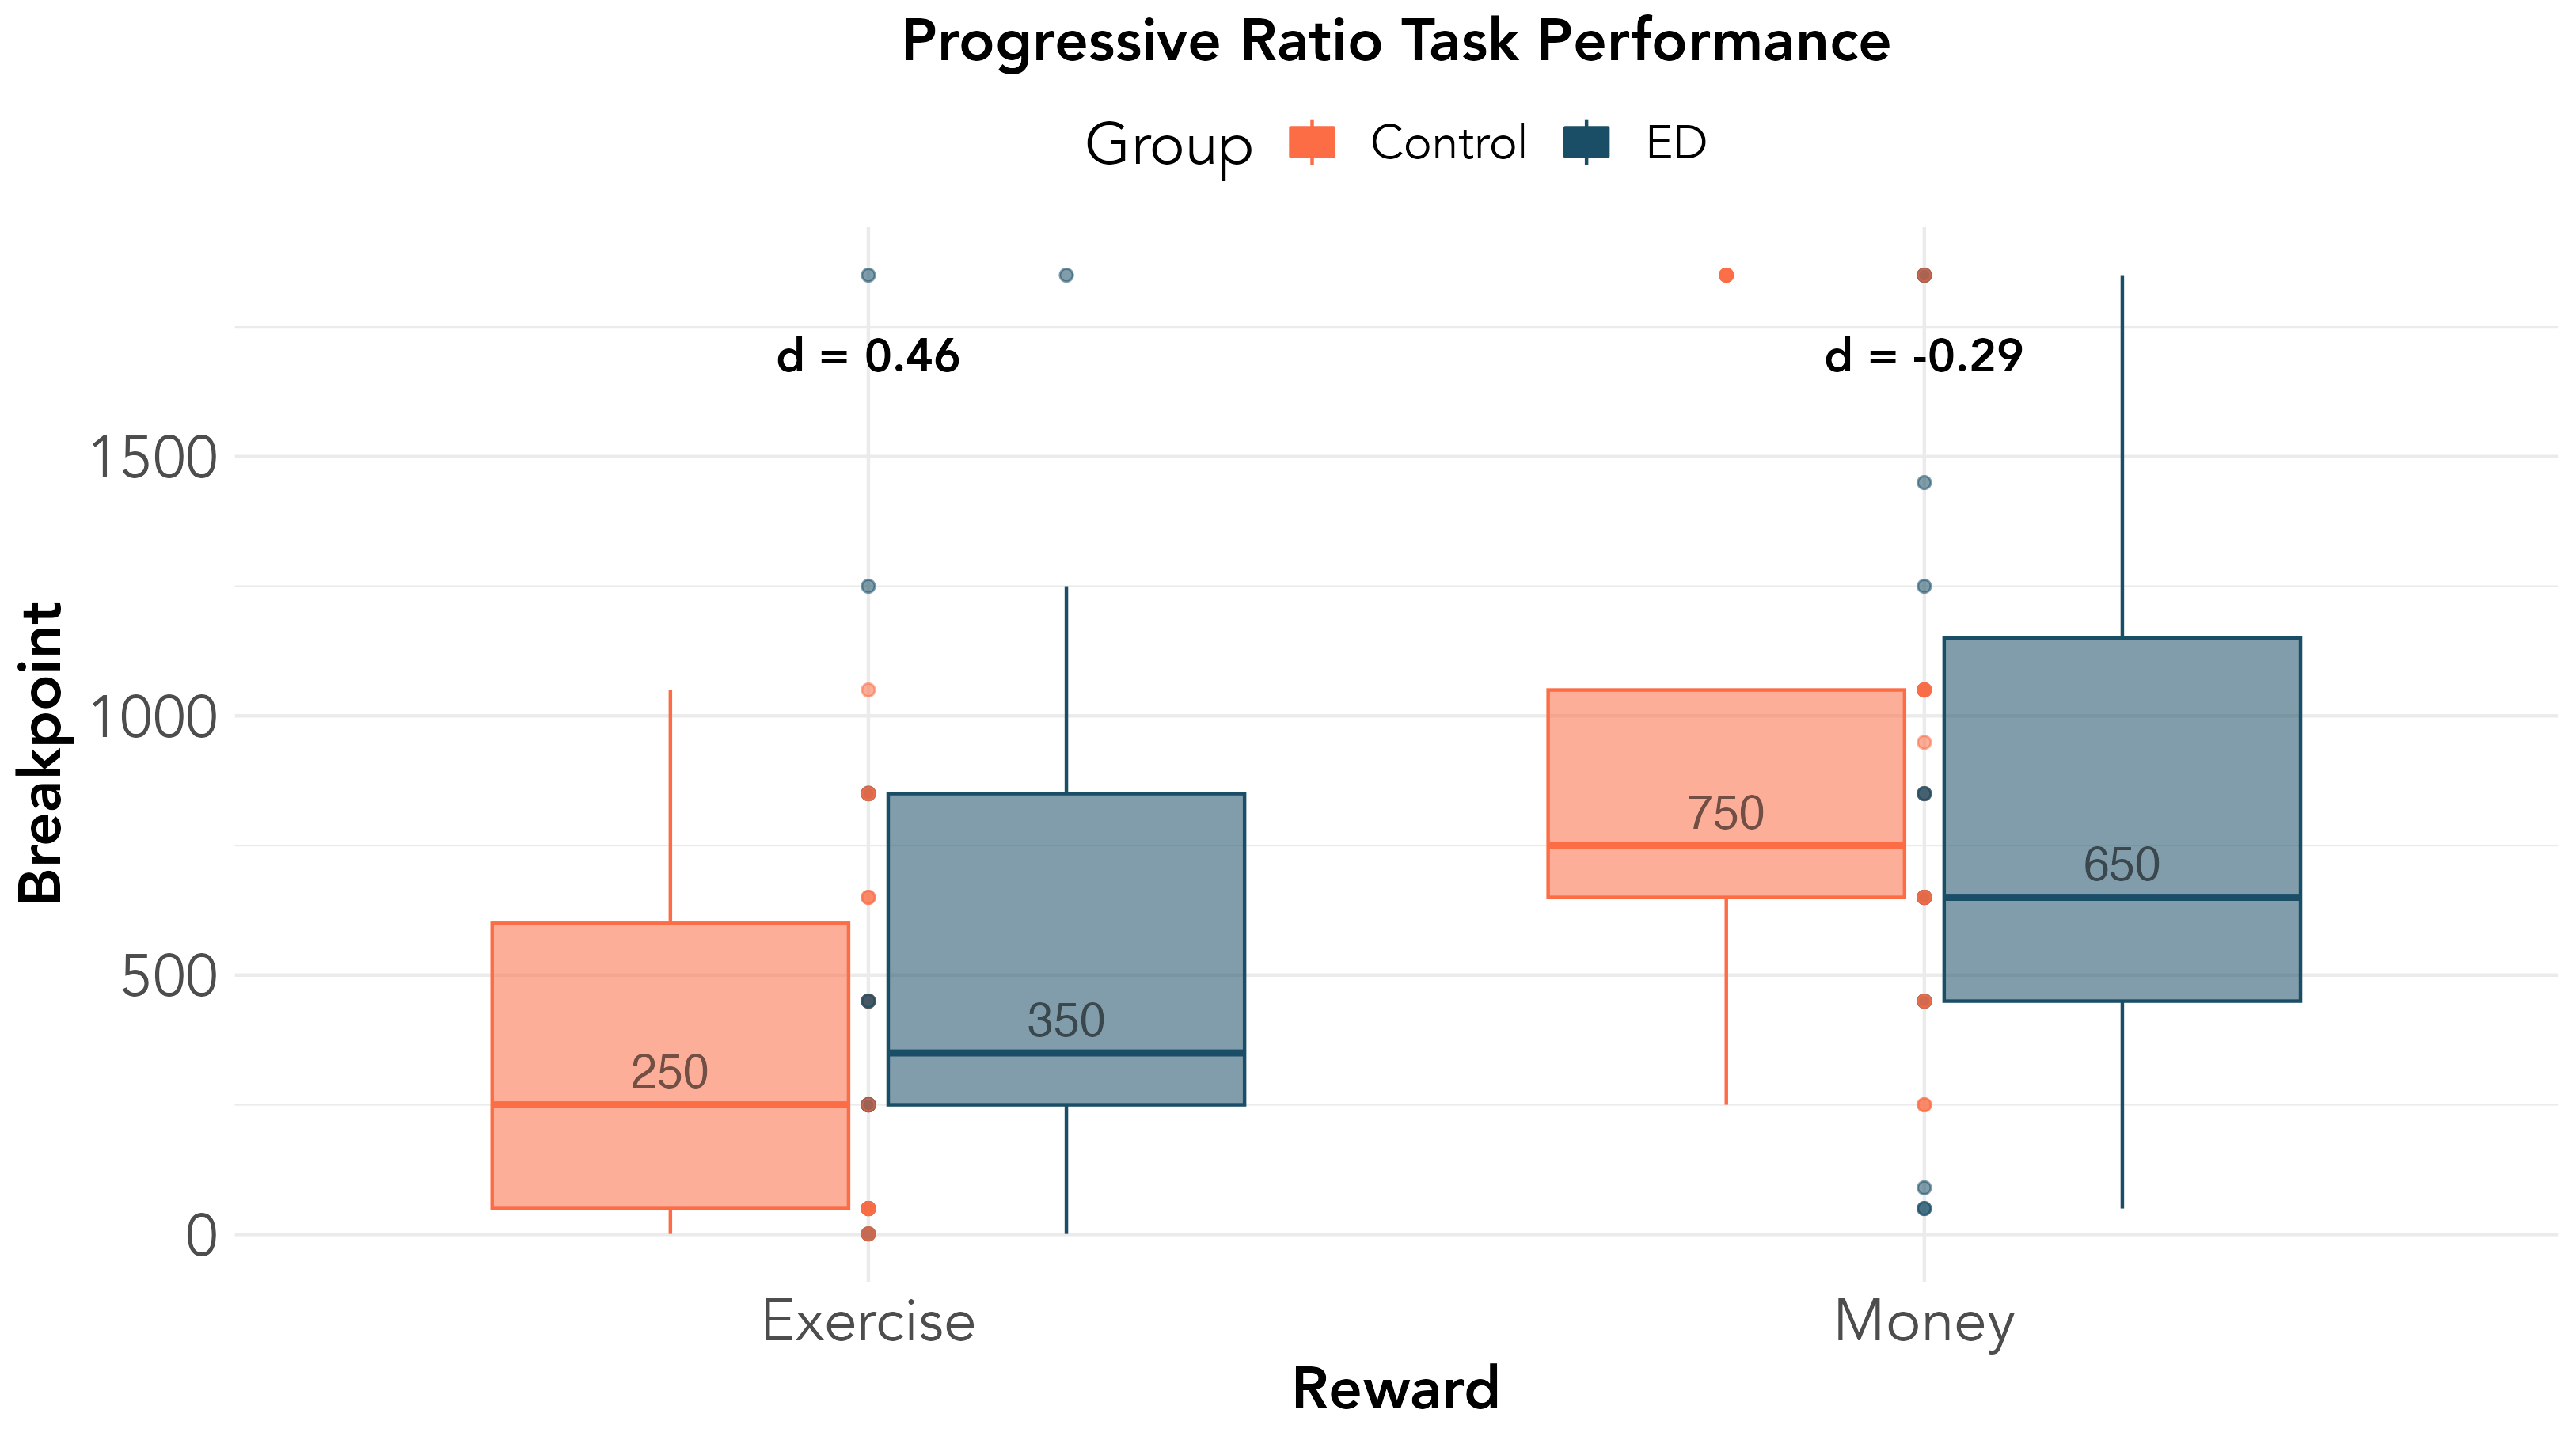 Progressive Ratio Task Performance
Group Control ED
d = 0.46 d = -0.29
1500
1000
750
650
500
350
250
0
Breakpoint
Exercise Money
Reward